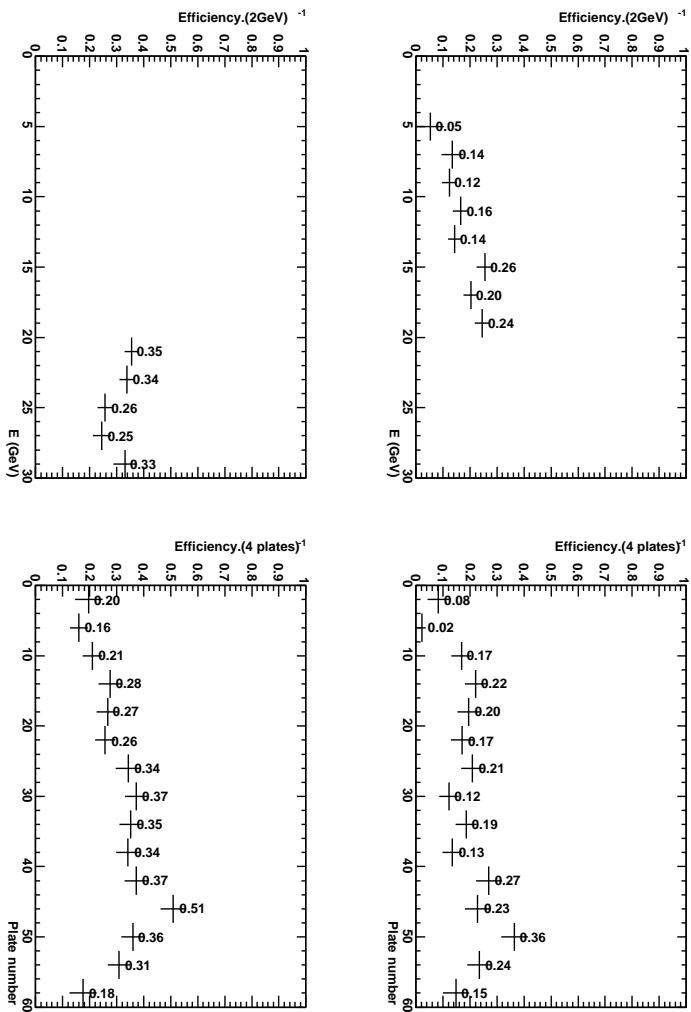 Efficiency.(2GeV) -1
0 0.1 0.2 0.3 0.4 0.5 0.6 0.7 0.8 0.9 1
0 5 10 15 20 25 30
0.35
0.34
0.26
0.25
0.33
E (GeV)
Efficiency.(2GeV) -1
0 0.1 0.2 0.3 0.4 0.5 0.6 0.7 0.8 0.9 1
0 5 10 15 20 25 30
0.05
0.14
0.12
0.16
0.14
0.26
0.20
0.24
E (GeV)
Efficiency.(4 plates)-1
0 0.1 0.2 0.3 0.4 0.5 0.6 0.7 0.8 0.9 1
0 10 20 30 40 50 60
0.20
0.16
0.21
0.28
0.27
0.26
0.34
0.37
0.35
0.34
0.37
0.51
0.36
0.31
0.18
Plate number
Efficiency.(4 plates)-1
0 0.1 0.2 0.3 0.4 0.5 0.6 0.7 0.8 0.9 1
0 10 20 30 40 50 60
0.08
0.02
0.17
0.22
0.20
0.17
0.21
0.12
0.19
0.13
0.27
0.23
0.36
0.24
0.15
Plate number